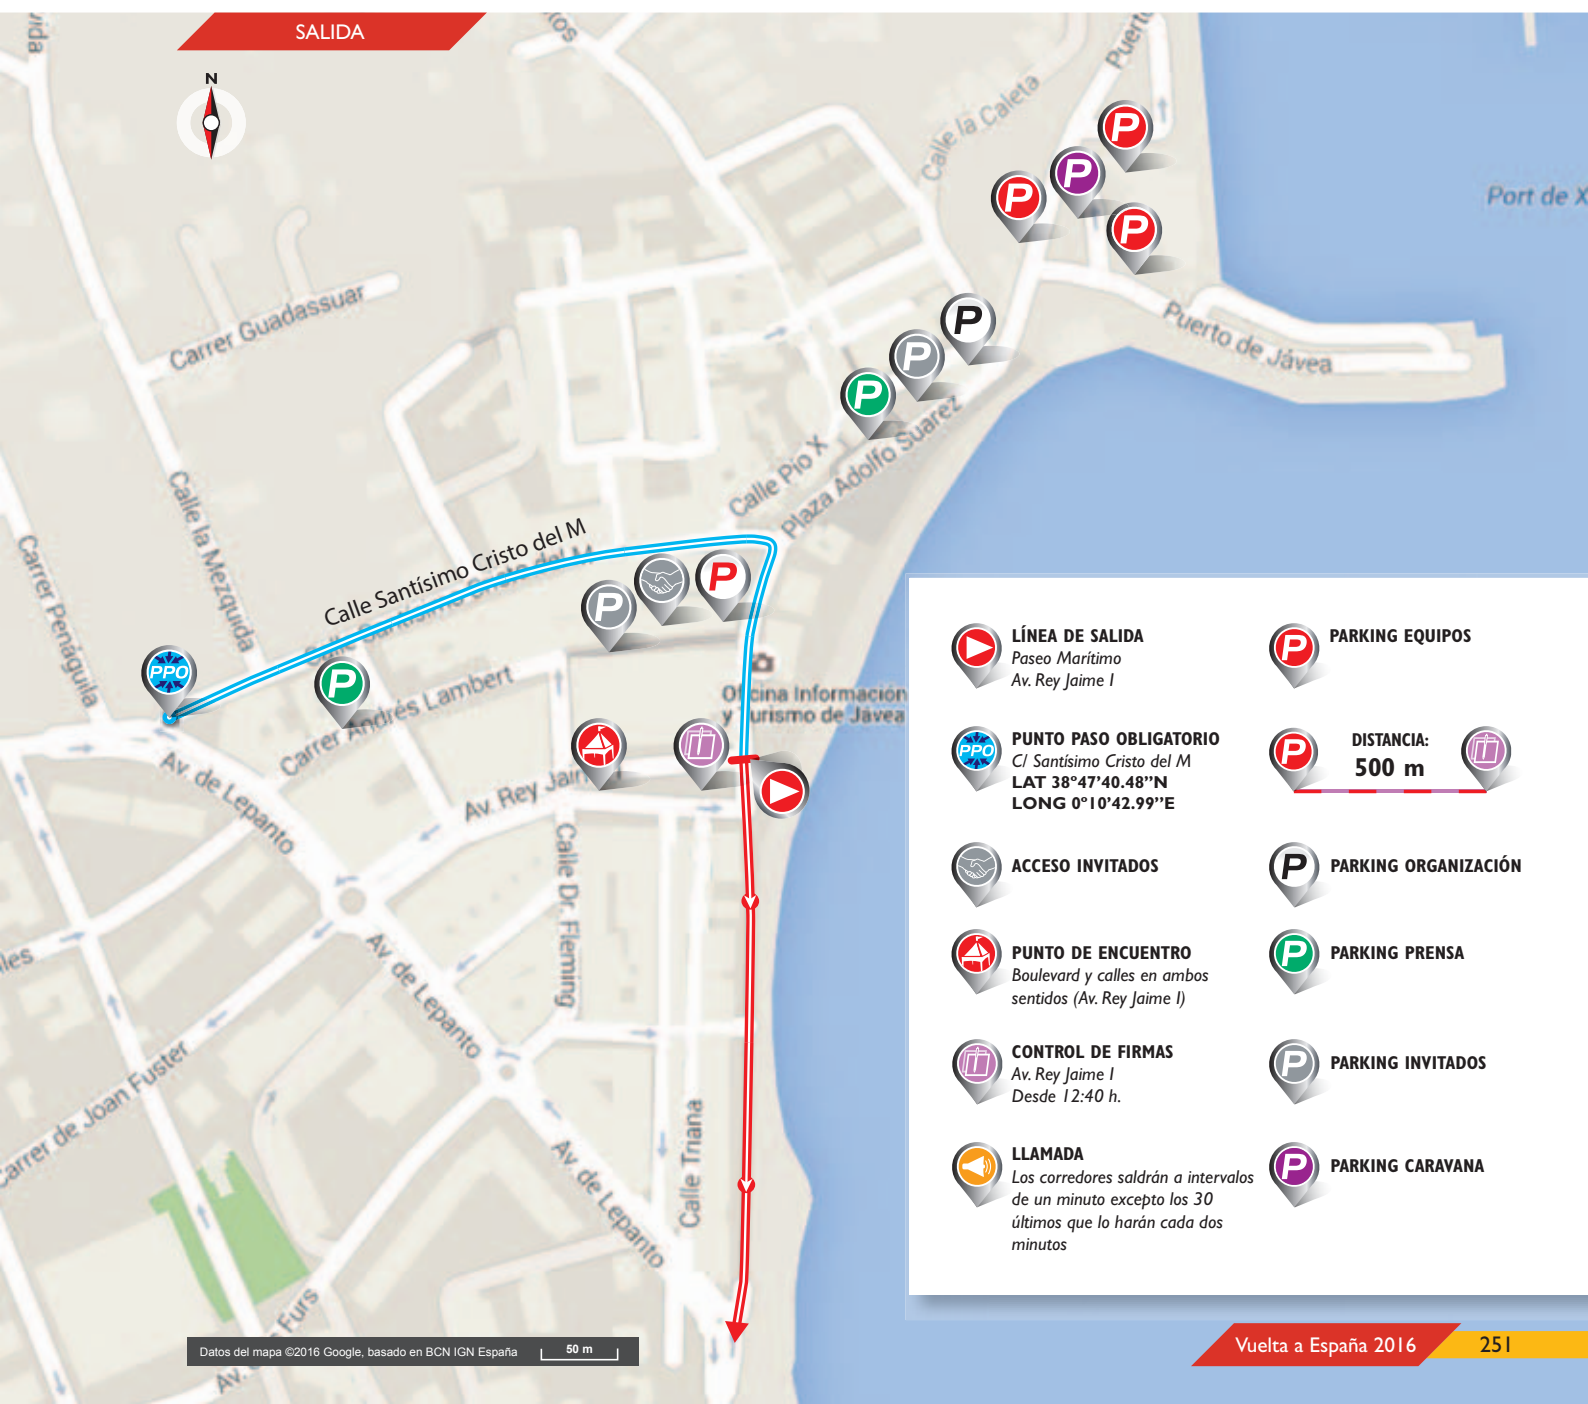 SALIDA
N
Calle la Caleta
Port de X
Carrer Guadassuar
Puerto de Jávea
Calle Pio X
Plaza Adolfo Suarez
Calle la Mezquida
Carrer Penáguila
Calle Santísimo Cristo del M
Calle Santísimo Cristo del M
P
P
P
P
P
P
P
P
P
P
PPO
Carrer Andrés Lambert
Oficina Información
y Turismo de Jávea
Av. de Lepanto
Av. Rey Jaime I
Calle Dr. Fleming
Av. de Lepanto
Carrer de Joan Fuster
Calle Triana
Av. de Lepanto
LÍNEA DE SALIDA
Paseo Marítimo
Av. Rey Jaime I
PPO
PUNTO PASO OBLIGATORIO
C/ Santísimo Cristo del M
LAT 38º47’40.48’’N
LONG 0º10’42.99’’E
ACCESO INVITADOS
PUNTO DE ENCUENTRO
Boulevard y calles en ambos
sentidos (Av. Rey Jaime I)
CONTROL DE FIRMAS
Av. Rey Jaime I
Desde 12:40 h.
LLAMADA
Los corredores saldrán a intervalos
de un minuto excepto los 30
últimos que lo harán cada dos
minutos
P
PARKING EQUIPOS
P
DISTANCIA:
500 m
P
PARKING ORGANIZACIÓN
P
PARKING PRENSA
P
PARKING INVITADOS
P
PARKING CARAVANA
Datos del mapa ©2016 Google, basado en BCN IGN España
50 m
Vuelta a España 2016
251